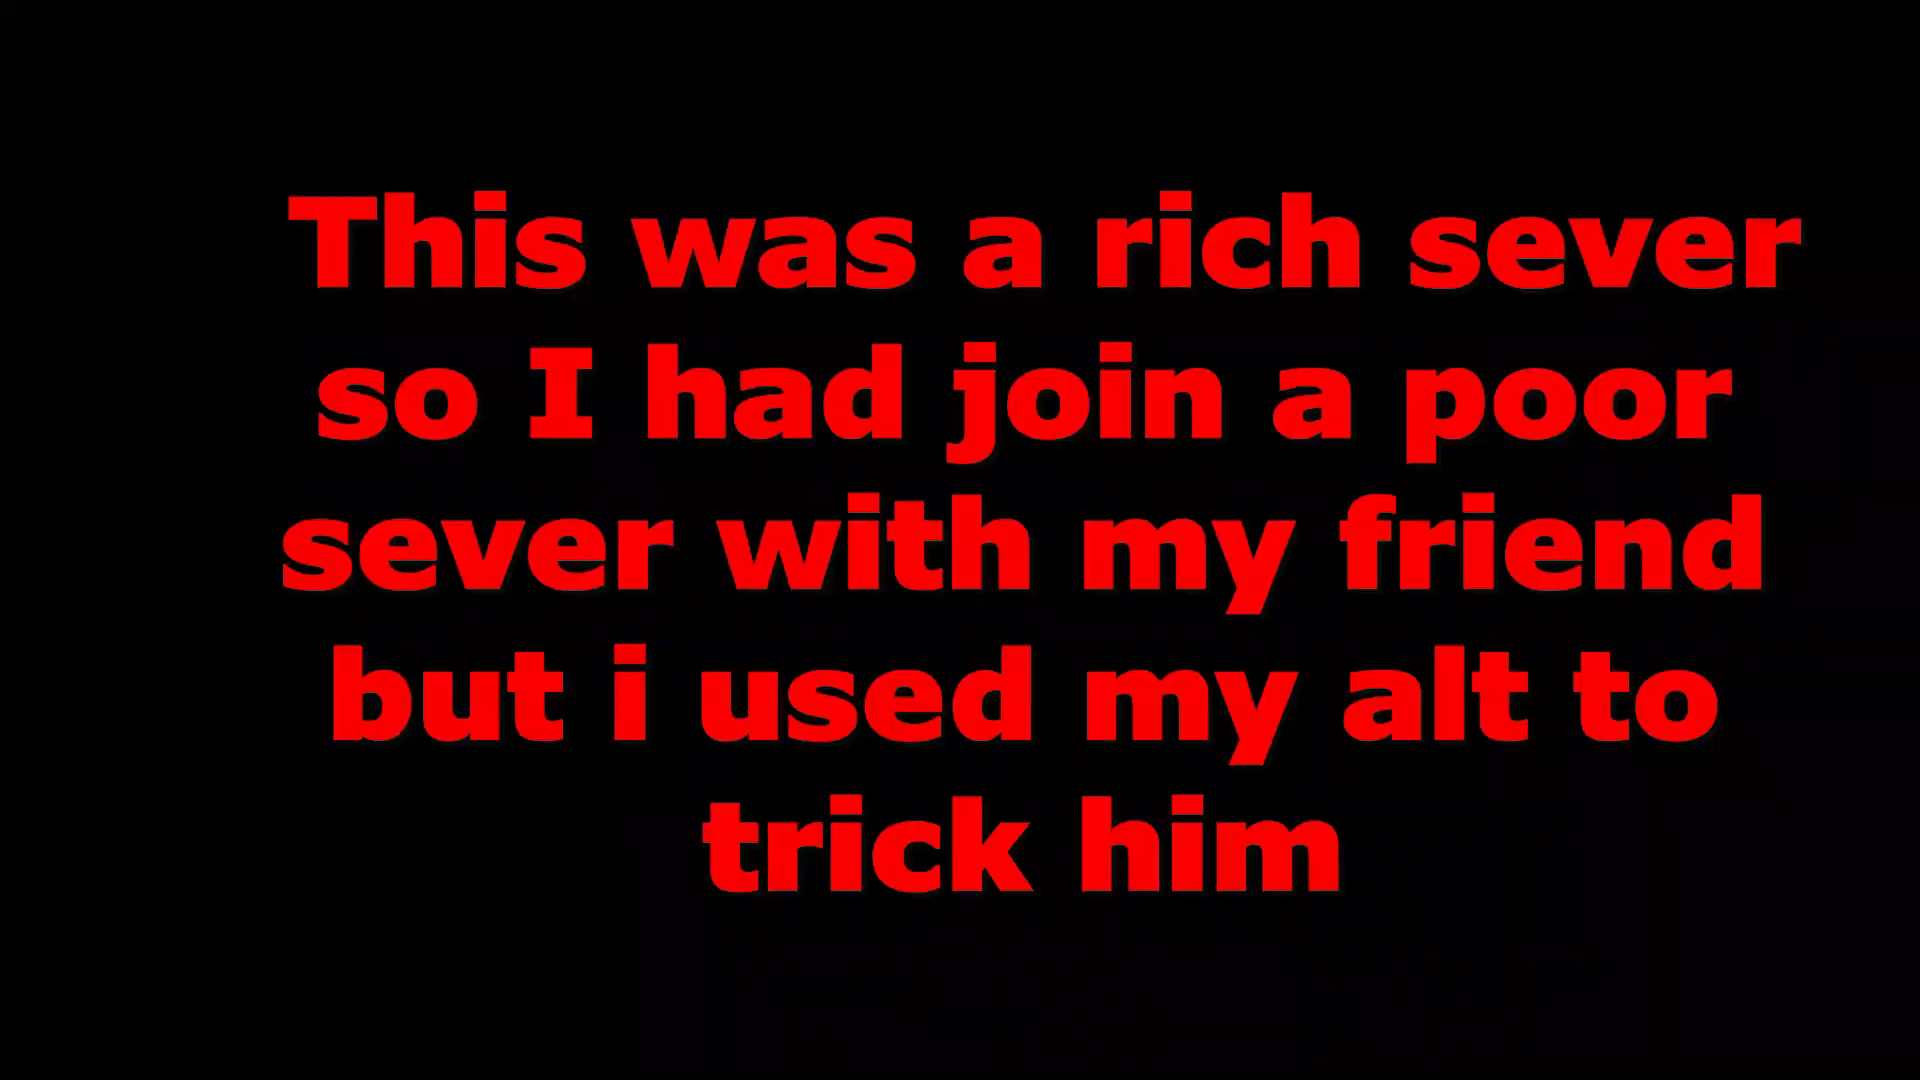 This was a rich sever
so I had join a poor
sever with my friend
but i used my alt to
trick him